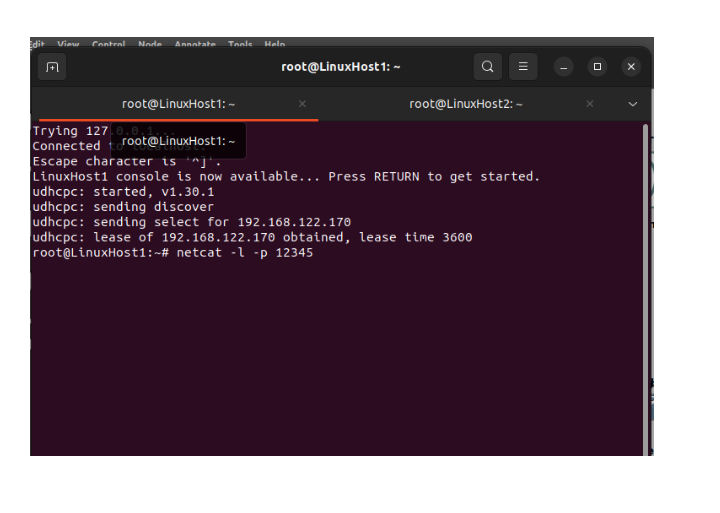 Edit View Control Node Annotate Tools Help
root@LinuxHost1: ~
root@LinuxHost1: ~ root@LinuxHost2: ~
Trying 127.0.0.1...
root@LinuxHost1: ~
Connected to localhost.
Escape character is '^]'.
LinuxHost1 console is now available... Press RETURN to get started.
udhcpc: started, v1.30.1
udhcpc: sending discover
udhcpc: sending select for 192.168.122.170
udhcpc: lease of 192.168.122.170 obtained, lease time 3600
root@LinuxHost1:~# netcat -l -p 12345